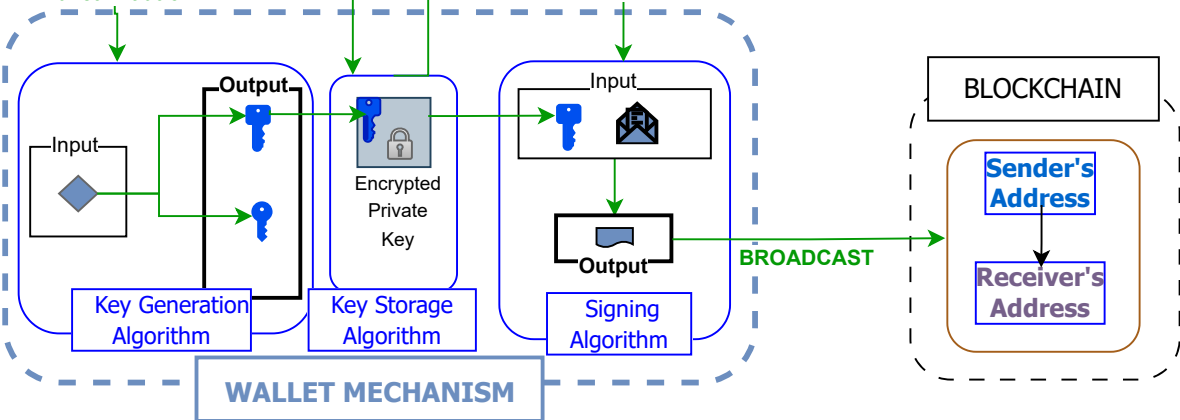 Output
Input
Encrypted
Private
Key
Input
Output
Key Generation
Algorithm
Key Storage
Algorithm
Signing
Algorithm
WALLET MECHANISM
BROADCAST
BLOCKCHAIN
Sender's
Address
Receiver's
Address